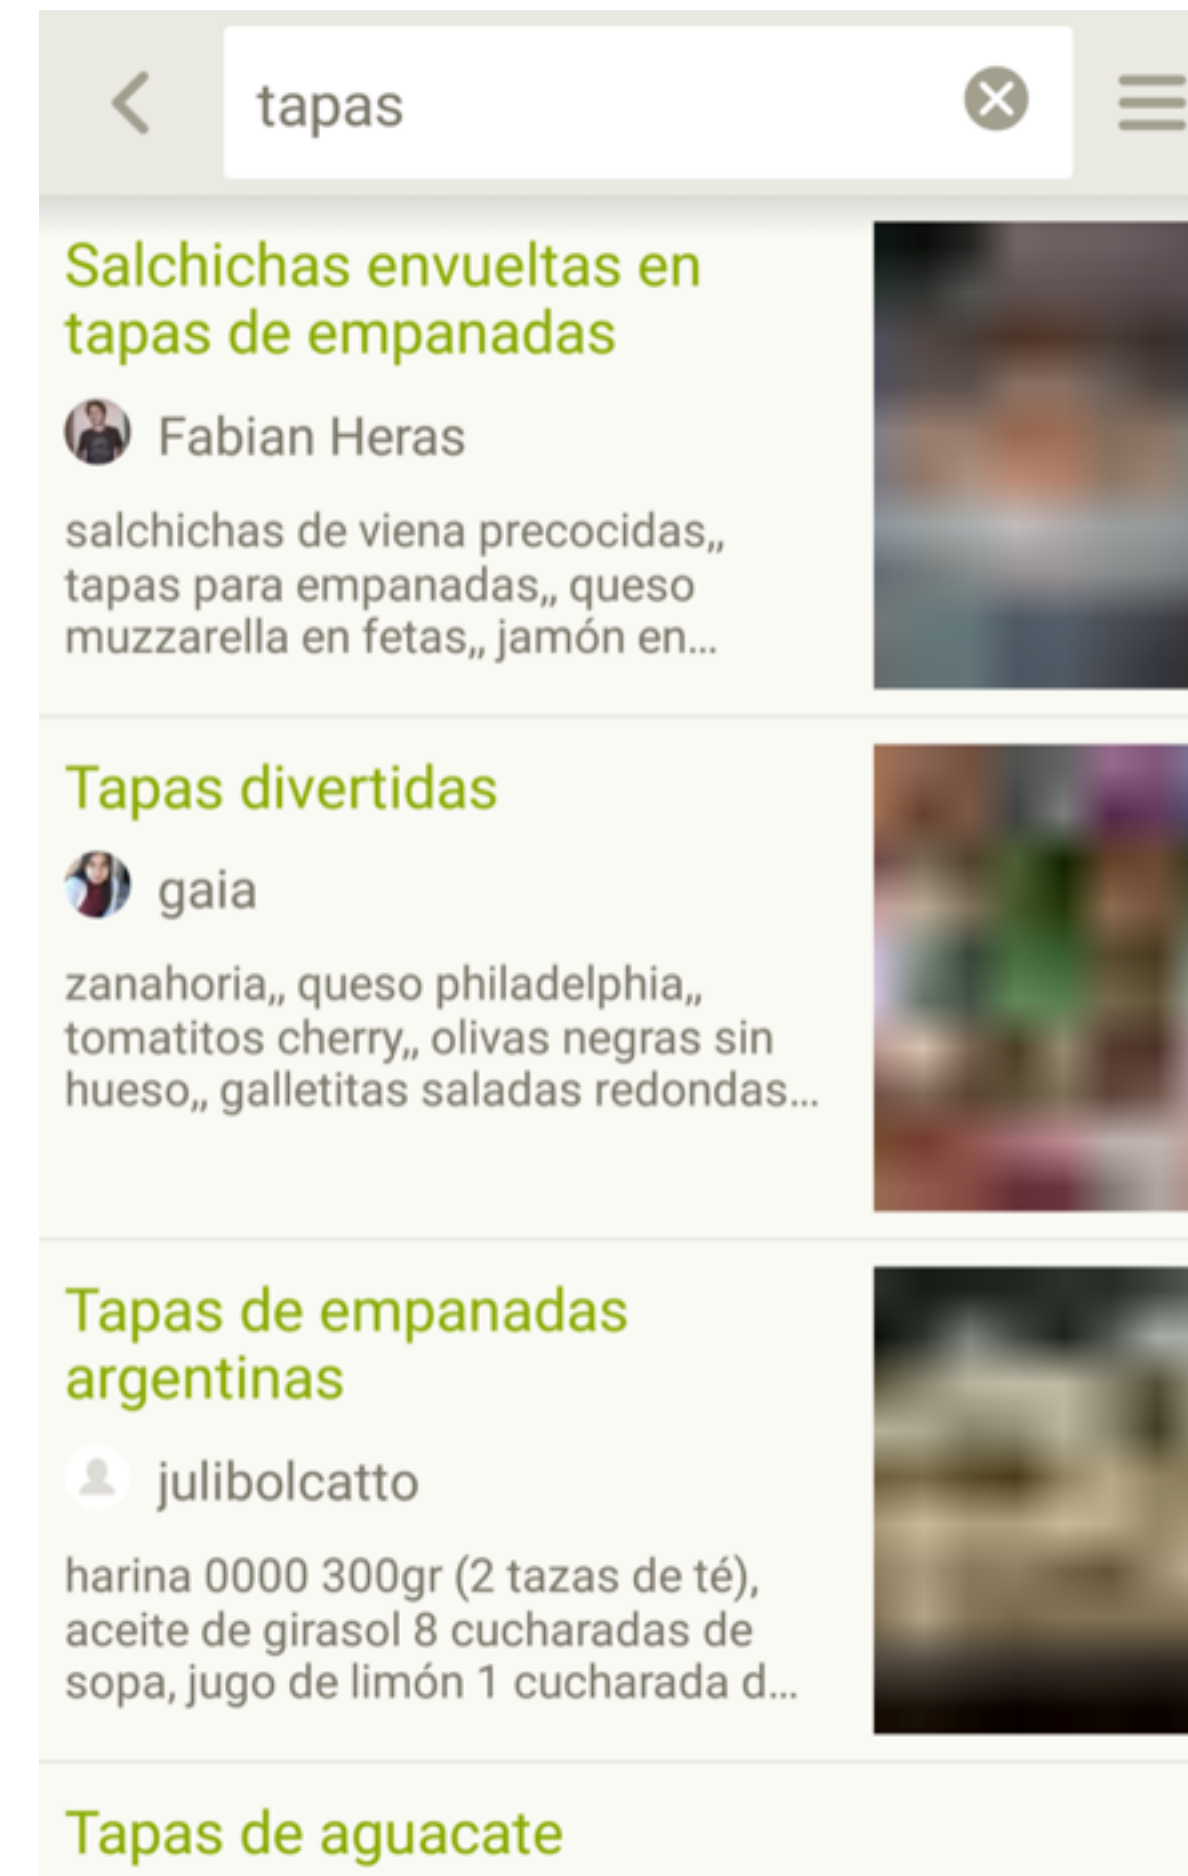 tapas
Salchichas envueltas en
tapas de empanadas
Fabian Heras
salchichas de viena precocidas,,
tapas para empanadas,, queso
muzzarella en fetas,, jamón en...
Tapas divertidas
gaia
zanahoria,, queso philadelphia,,
tomatitos cherry,, olivas negras sin
hueso,, galletitas saladas redondas...
Tapas de empanadas
argentinas
julibolcatto
harina 0000 300gr (2 tazas de té),
aceite de girasol 8 cucharadas de
sopa, jugo de limón 1 cucharada d...
Tapas de aguacate